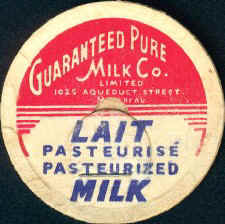 GUARANTEED PURE
MILK CO.
LIMITED
1025 AQUEDUCT STREET
LAIT
PASTEURISÉ
PASTEURIZED
MILK